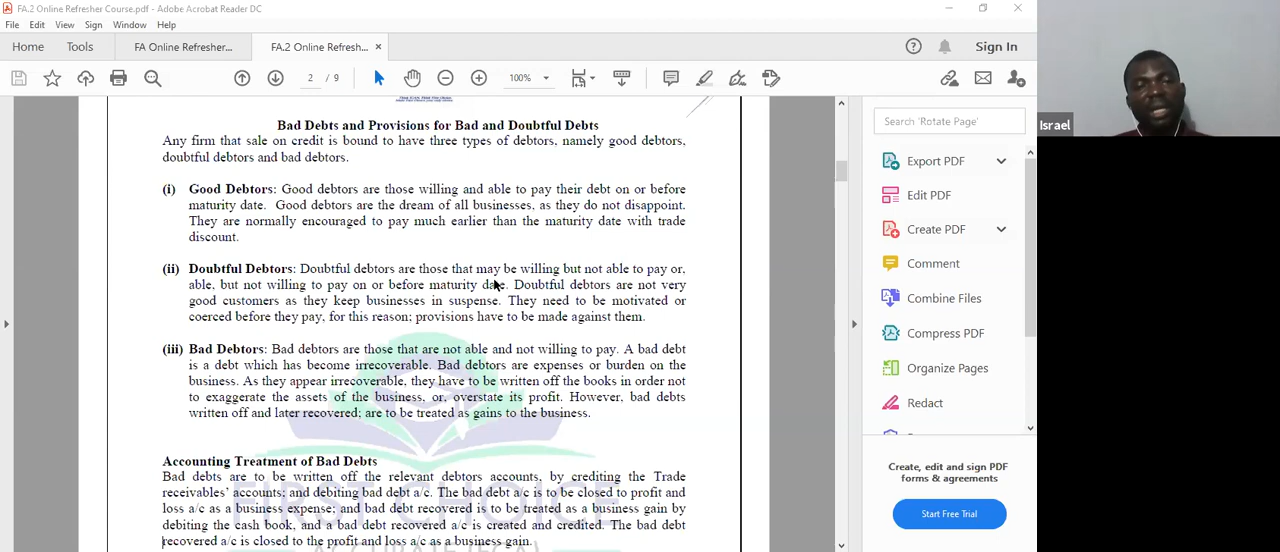 FA.2 Online Refresher Course.pdf - Adobe Acrobat Reader DC
File Edit View Sign Window Help
Home Tools FA Online Refresher... FA.2 Online Refresh... ×
Sign In
2 / 9 100%
Bad Debts and Provisions for Bad and Doubtful Debts
Any firm that sale on credit is bound to have three types of debtors, namely good debtors,
doubtful debtors and bad debtors.
(i) Good Debtors: Good debtors are those willing and able to pay their debt on or before
maturity date. Good debtors are the dream of all businesses, as they do not disappoint.
They are normally encouraged to pay much earlier than the maturity date with trade
discount.
(ii) Doubtful Debtors: Doubtful debtors are those that may be willing but not able to pay or,
able, but not willing to pay on or before maturity date. Doubtful debtors are not very
good customers as they keep businesses in suspense. They need to be motivated or
coerced before they pay, for this reason; provisions have to be made against them.
(iii) Bad Debtors: Bad debtors are those that are not able and not willing to pay. A bad debt
is a debt which has become irrecoverable. Bad debtors are expenses or burden on the
business. As they appear irrecoverable, they have to be written off the books in order not
to exaggerate the assets of the business, or, overstate its profit. However, bad debts
written off and later recovered; are to be treated as gains to the business.
Accounting Treatment of Bad Debts
Bad debts are to be written off the relevant debtors accounts, by crediting the Trade
receivables' accounts; and debiting bad debt a/c. The bad debt a/c is to be closed to profit and
loss a/c as a business expense; and bad debt recovered is to be treated as a business gain by
debiting the cash book, and a bad debt recovered a/c is created and credited. The bad debt
recovered a/c is closed to the profit and loss a/c as a business gain.
FIRST CHOICE
Search 'Rotate Page'
Export PDF
Edit PDF
Create PDF
Comment
Combine Files
Compress PDF
Organize Pages
Redact
Create, edit and sign PDF
forms & agreements
Start Free Trial
Israel